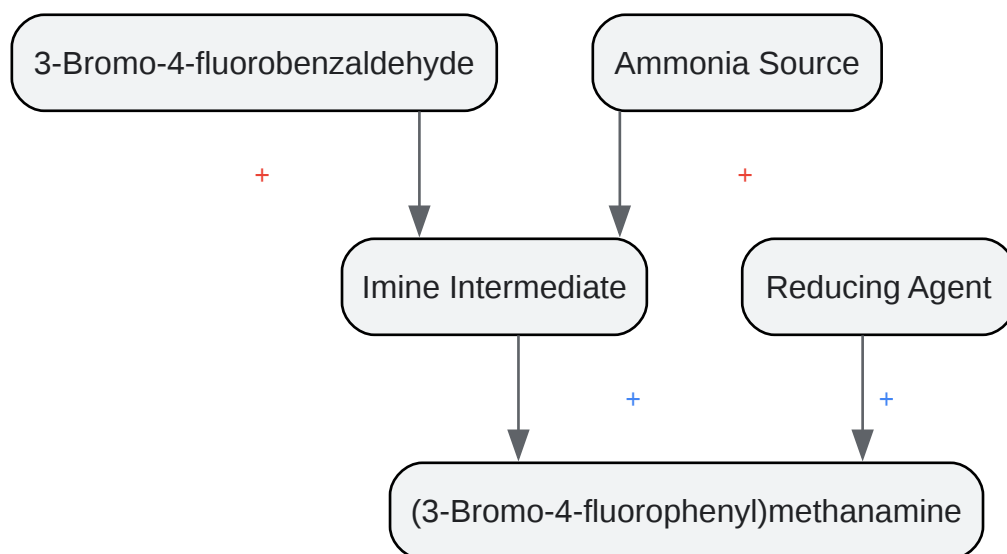 3-Bromo-4-fluorobenzaldehyde
Ammonia Source
+
+
Imine Intermediate
Reducing Agent
+
+
(3-Bromo-4-fluorophenyl)methanamine